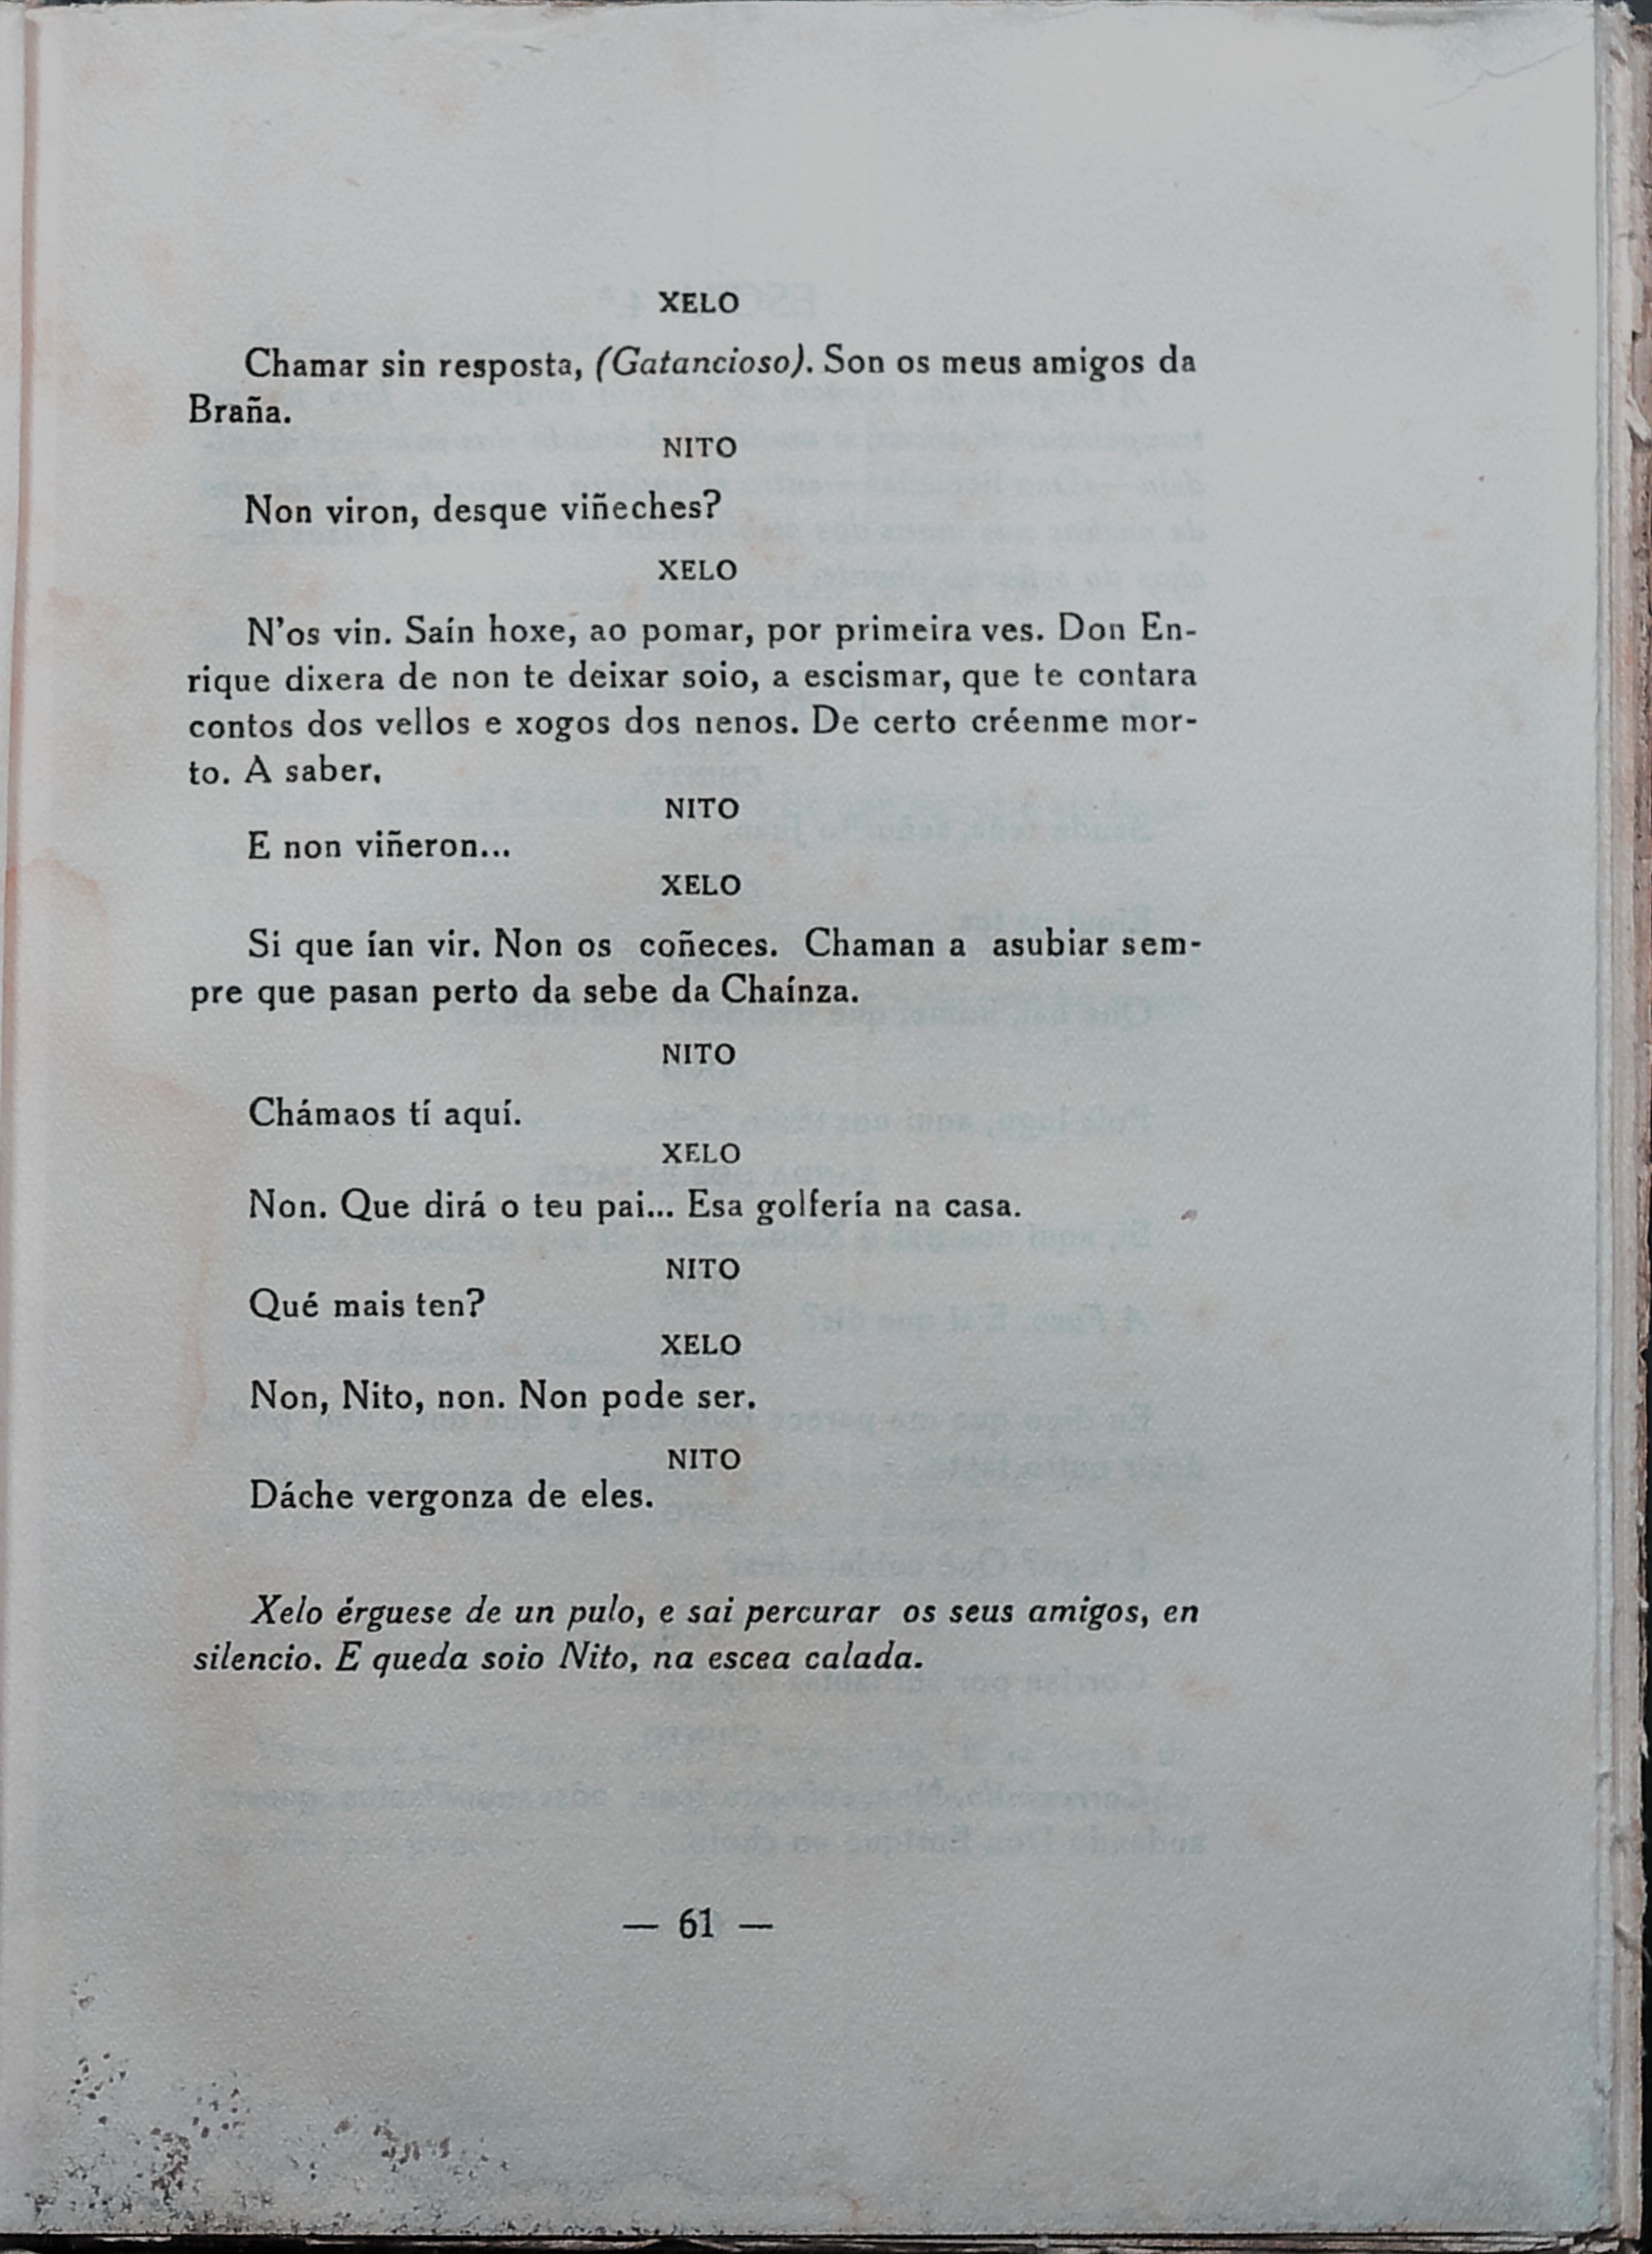 XELO
Chamar sin resposta, (Gatancioso). Son os meus amigos da
Braña.
NITO
Non viron, desque viñeches?
XELO
N'os vin. Saín hoxe, ao pomar, por primeira ves. Don En-
rique dixera de non te deixar soio, a escismar, que te contara
contos dos vellos e xogos dos nenos. De certo créenme mor-
to. A saber.
NITO
E non viñeron...
XELO
Si que ían vir. Non os coñeces. Chaman a asubiar sem-
pre que pasan perto da sebe da Chaínza.
NITO
Chámaos tí aquí.
XELO
Non. Que dirá o teu pai... Esa golfería na casa.
NITO
Qué mais ten?
XELO
Non, Nito, non. Non pode ser.
NITO
Dáche vergonza de eles.
Xelo érguese de un pulo, e sai percurar os seus amigos, en
silencio. E queda soio Nito, na escea calada.
— 61 —